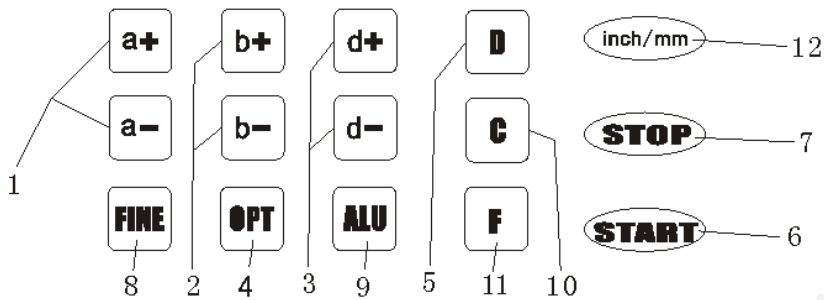 a+ b+ d+ D inch/mm 12
a- b- d- C STOP 7
1
FINE OPT ALU F START 6
8 2 4 3 9 5 11 10